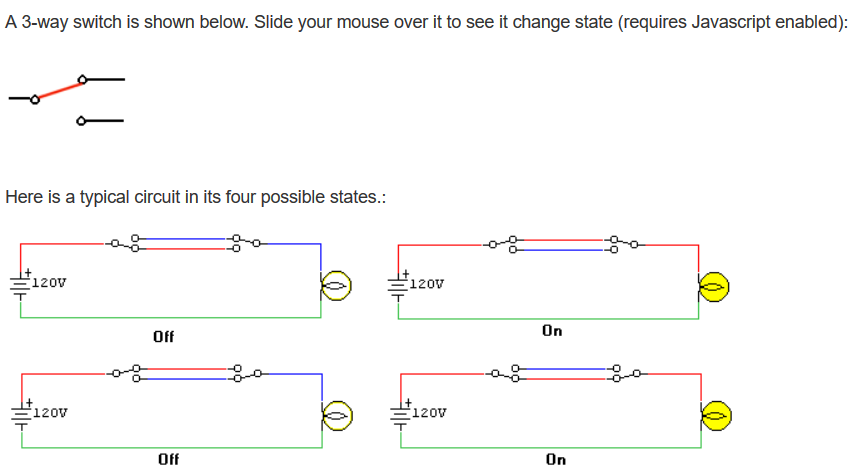 A 3-way switch is shown below. Slide your mouse over it to see it change state (requires Javascript enabled):
Here is a typical circuit in its four possible states.:
+
120V
Off
+
120V
On
+
120V
Off
+
120V
On